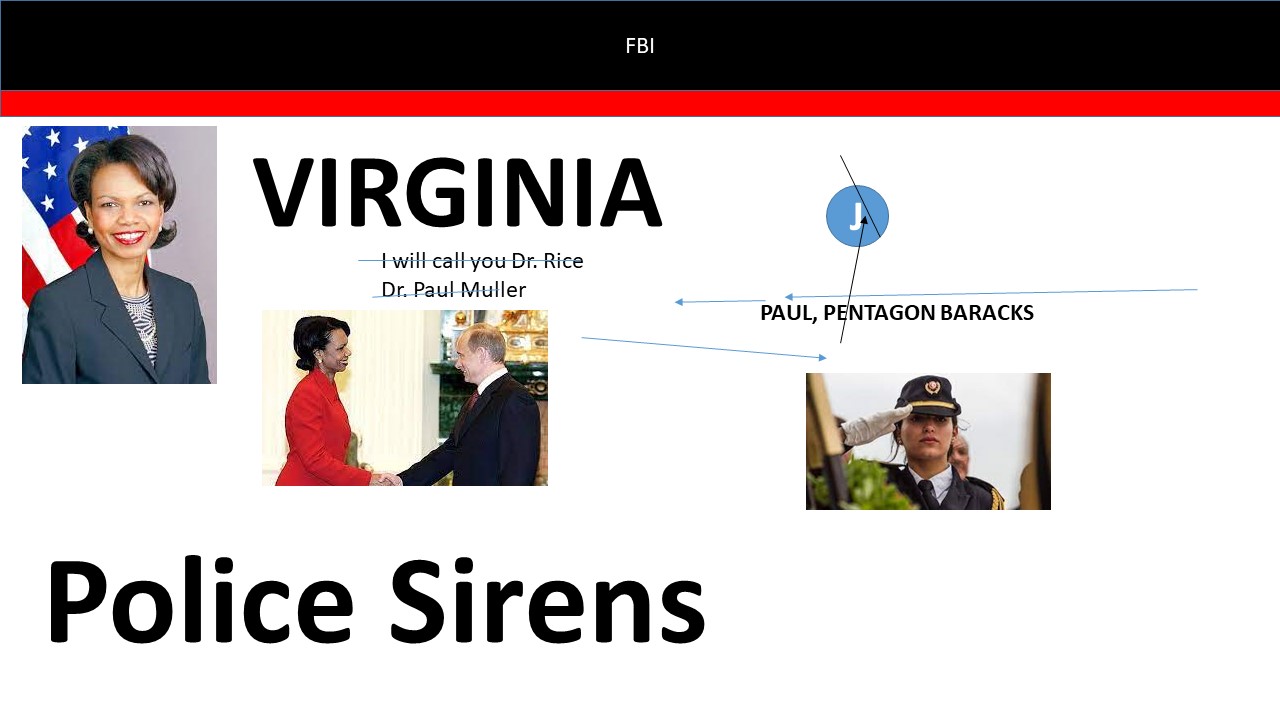 FBI
VIRGINIA
J
I will call you Dr. Rice
Dr. Paul Muller
PAUL, PENTAGON BARACKS
Police Sirens